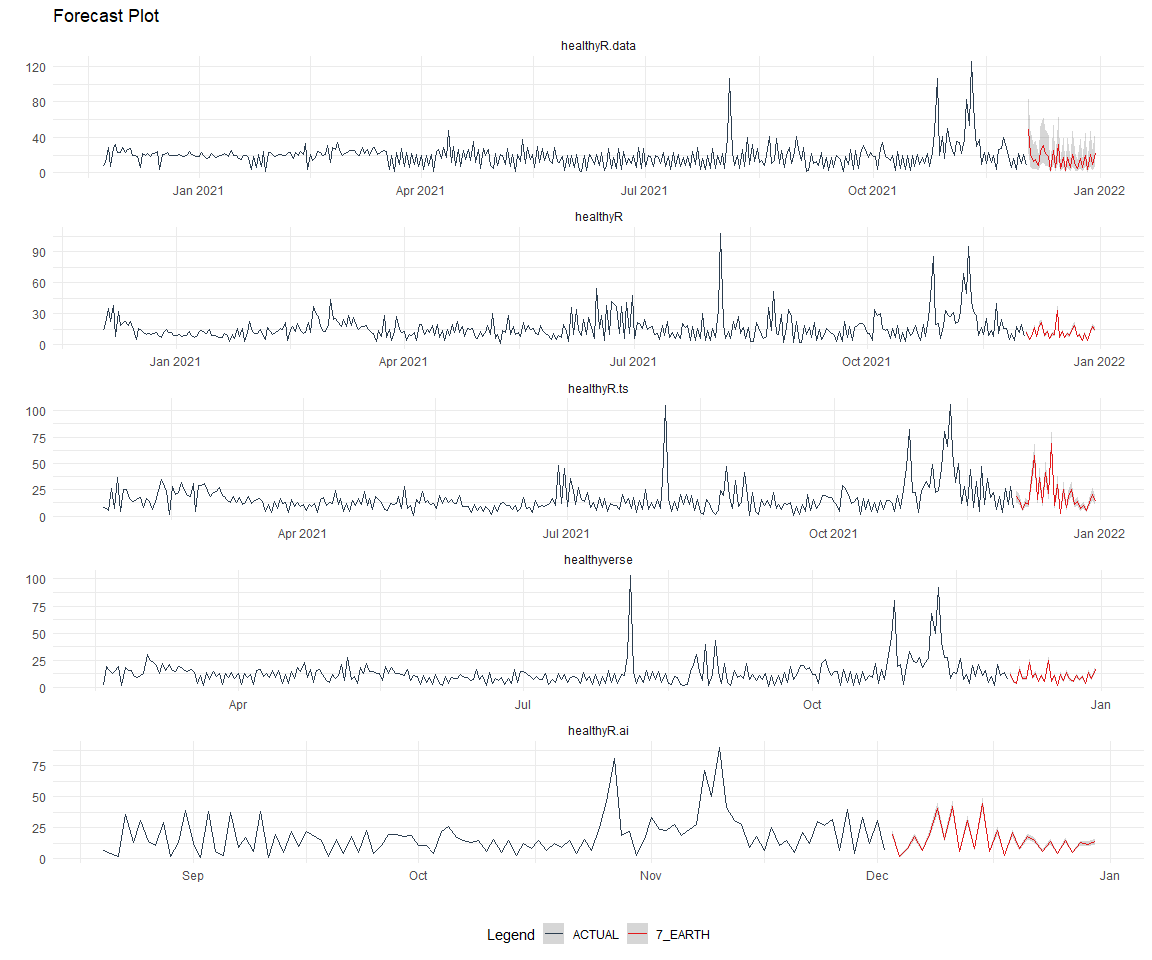 Forecast Plot
healthyR.data
120
80
40
0
Jan 2021 Apr 2021 Jul 2021 Oct 2021 Jan 2022
healthyR
90
60
30
0
Jan 2021 Apr 2021 Jul 2021 Oct 2021 Jan 2022
healthyR.ts
100
75
50
25
0
Apr 2021 Jul 2021 Oct 2021 Jan 2022
healthyverse
100
75
50
25
0
Apr Jul Oct Jan
healthyR.ai
75
50
25
0
Sep Oct Nov Dec Jan
Legend ACTUAL 7_EARTH